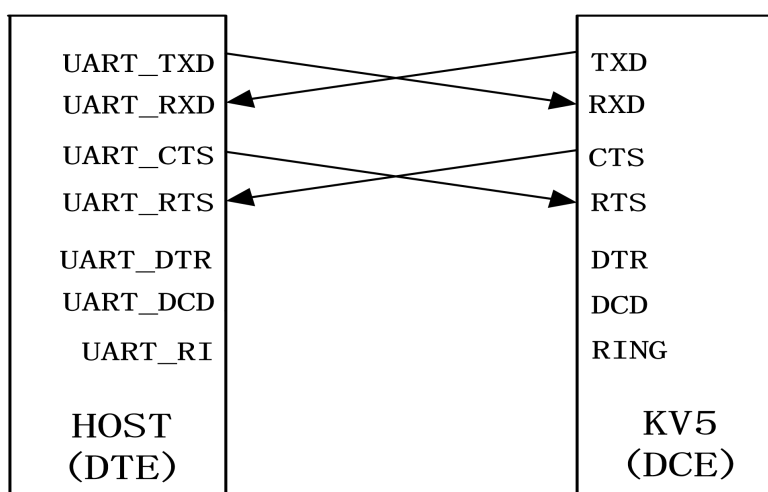 UART_TXD
UART_RXD
UART_CTS
UART_RTS
UART_DTR
UART_DCD
UART_RI
HOST
(DTE)
TXD
RXD
CTS
RTS
DTR
DCD
RING
KV5
(DCE)